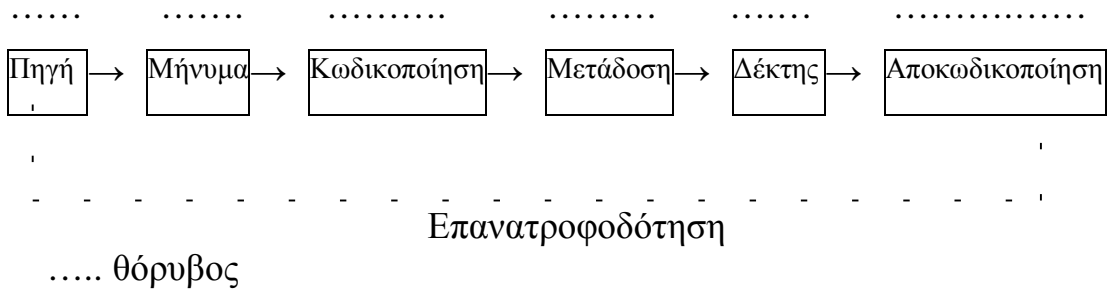 …… ……. ………. ……… ……. ……………
Πηγή → Μήνυμα → Κωδικοποίηση → Μετάδοση → Δέκτης → Αποκωδικοποίηση
Επανατροφοδότηση
….. θόρυβος